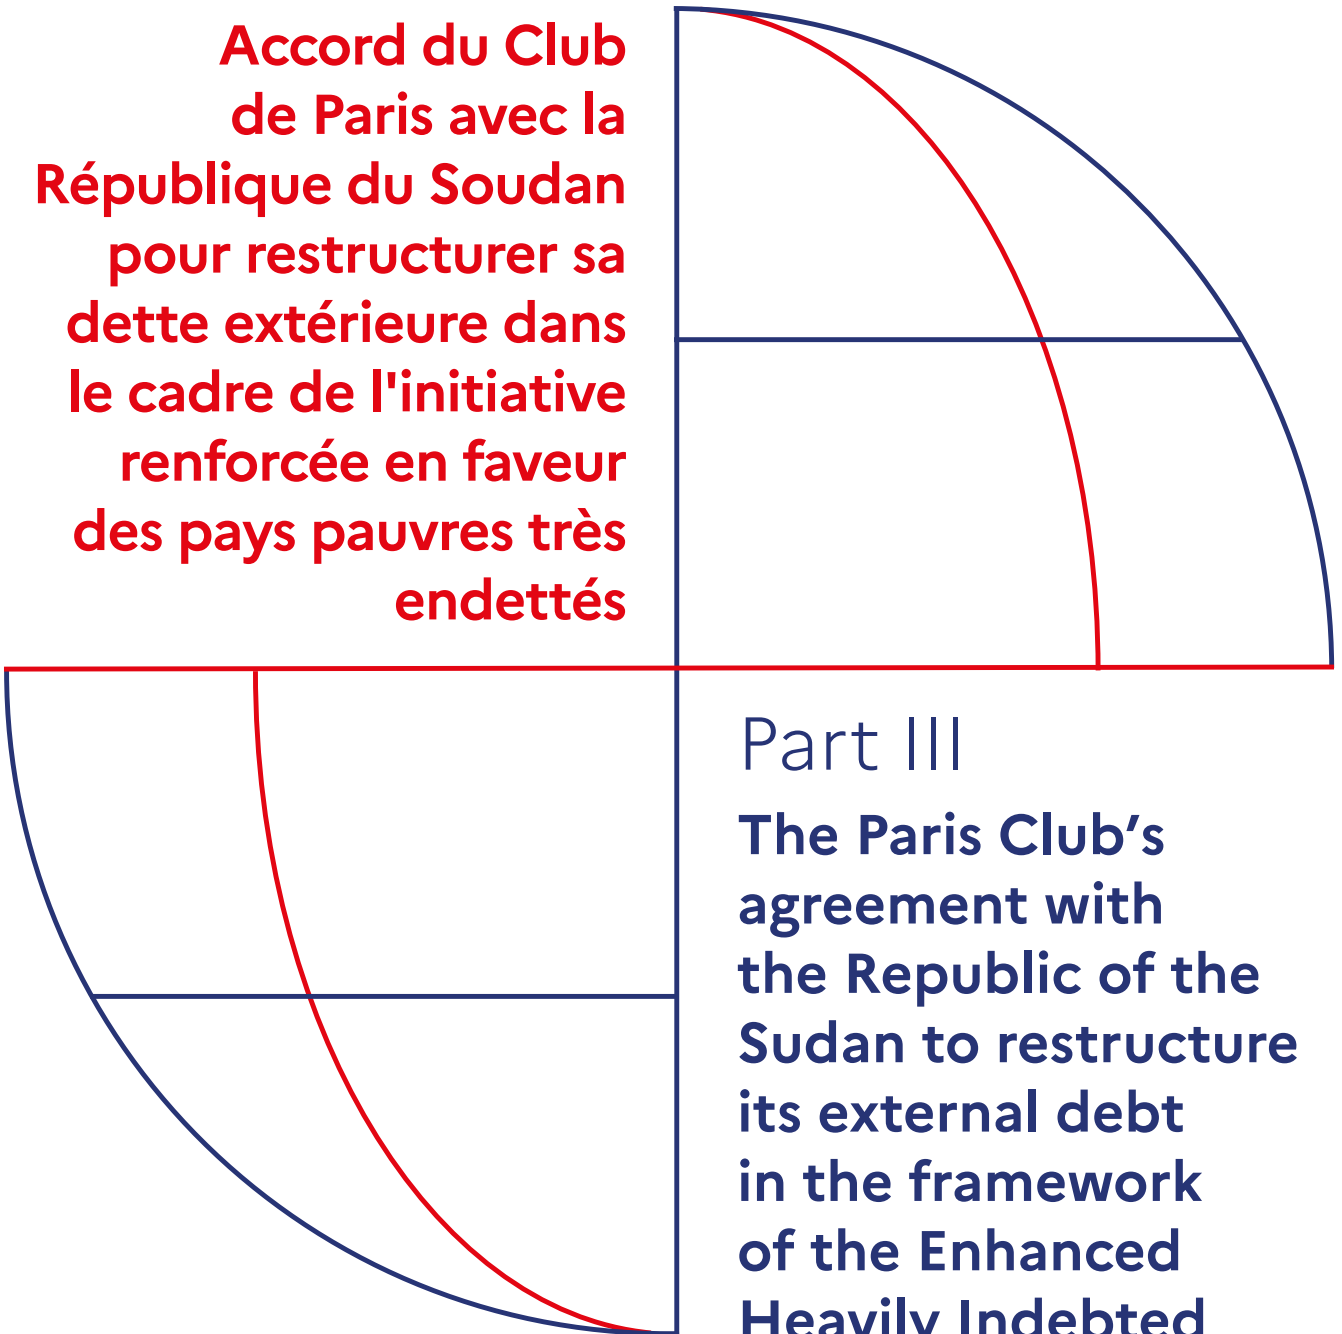 Accord du Club
de Paris avec la
République du Soudan
pour restructurer sa
dette extérieure dans
le cadre de l'initiative
renforcée en faveur
des pays pauvres très
endettés
Part III
The Paris Club’s
agreement with
the Republic of the
Sudan to restructure
its external debt
in the framework
of the Enhanced
Heavily Indebted